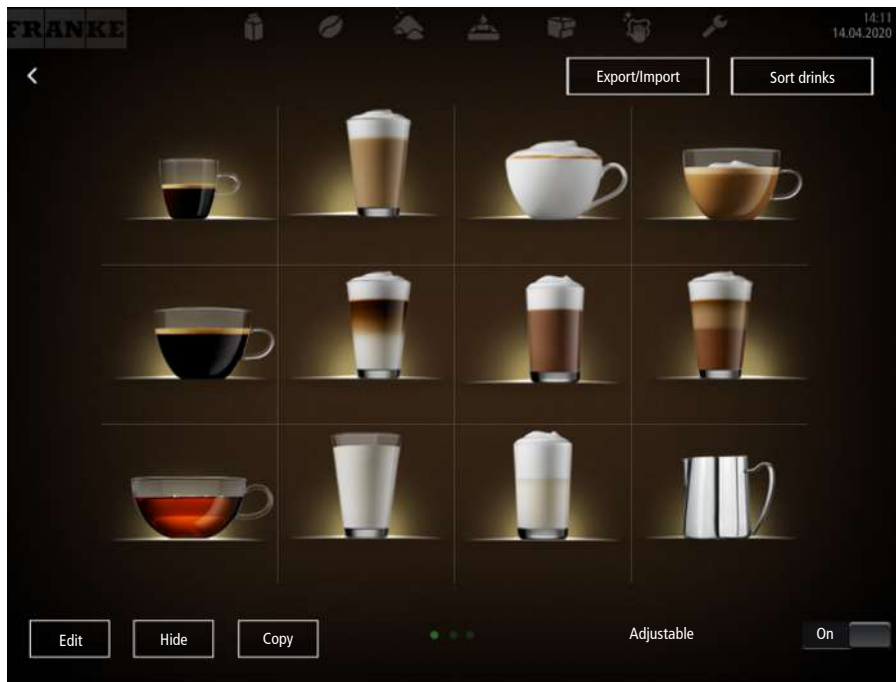 FRANKE
14:11
14.04.2020
Export/Import
Sort drinks
Edit
Hide
Copy
Adjustable
On